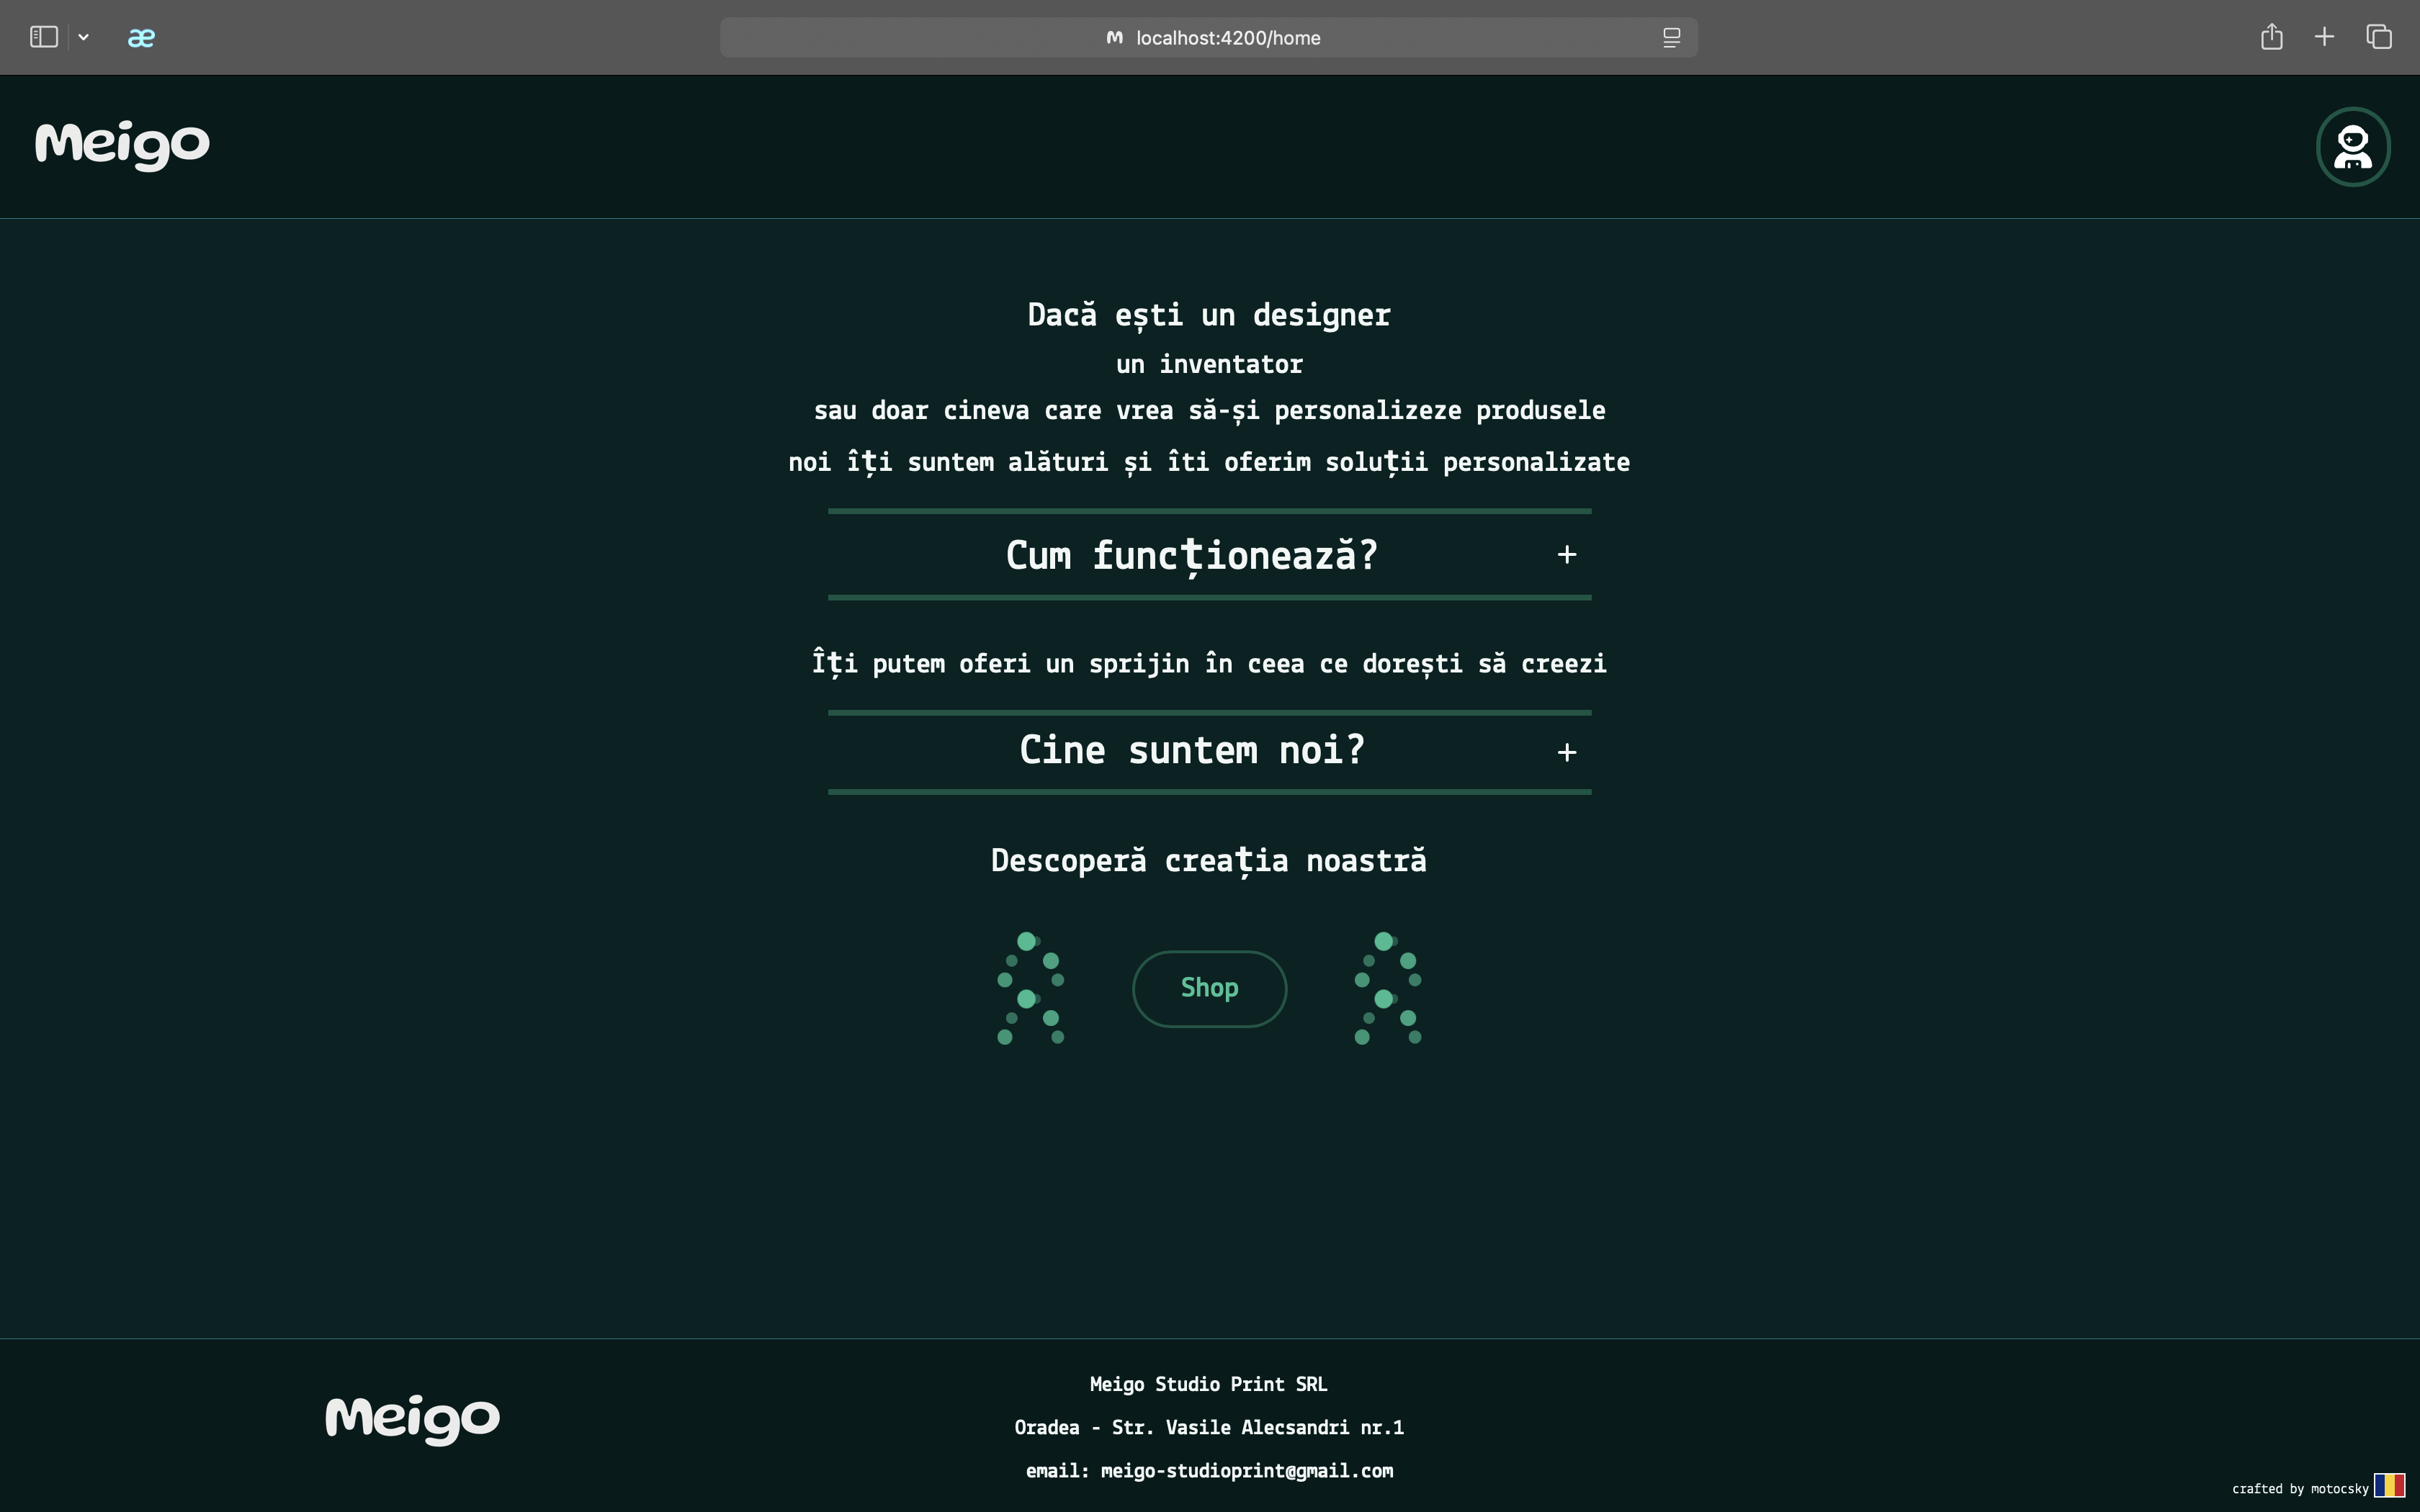 æ
localhost:4200/home
Meigo
Dacă ești un designer
un inventator
sau doar cineva care vrea să-și personalizeze produsele
noi îți suntem alături și îti oferim soluții personalizate
Cum funcționează? +
Îți putem oferi un sprijin în ceea ce dorești să creezi
Cine suntem noi? +
Descoperă creația noastră
Shop
Meigo
Meigo Studio Print SRL
Oradea - Str. Vasile Alecsandri nr.1
email: meigo-studioprint@gmail.com
crafted by motocsky